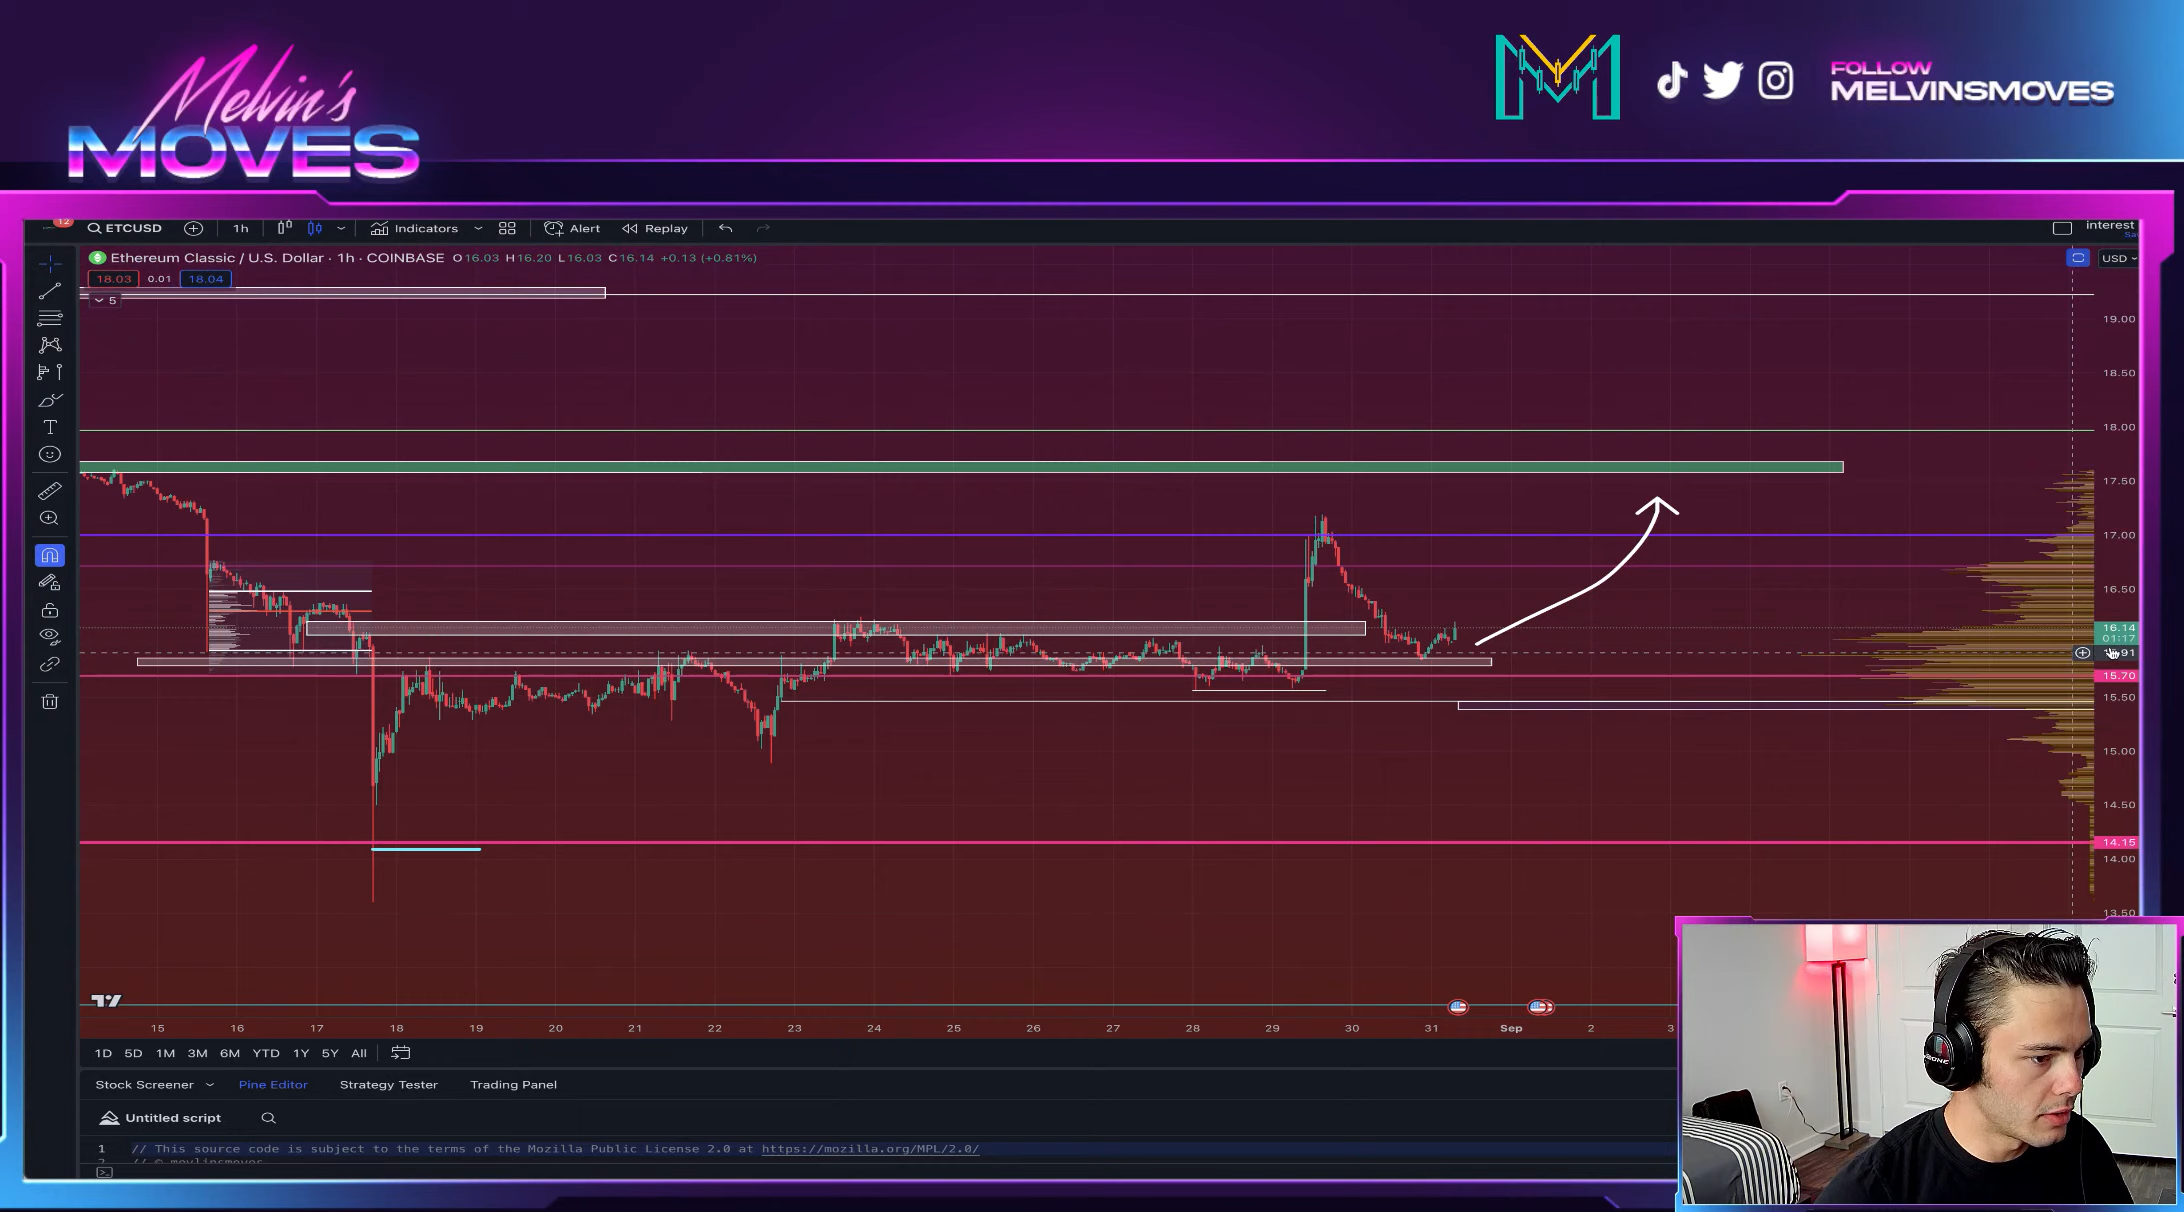 Melvin's
MOVES
FOLLOW
MELVINSMOVES
12
ETCUSD
1h
Indicators
Alert
Replay
interest
Ethereum Classic / U.S. Dollar · 1h · COINBASE O16.03 H16.20 L16.03 C16.14 +0.13 (+0.81%)
USD
18.03 0.01 18.04
5
19.00
18.50
18.00
17.50
17.00
16.50
16.14
01:17
15.70
15.50
15.00
14.50
14.15
14.00
13.50
15 16 17 18 19 20 21 22 23 24 25 26 27 28 29 30 31 Sep 2 3
1D 5D 1M 3M 6M YTD 1Y 5Y All
Stock Screener Pine Editor Strategy Tester Trading Panel
Untitled script
1 // This source code is subject to the terms of the Mozilla Public License 2.0 at https://mozilla.org/MPL/2.0/